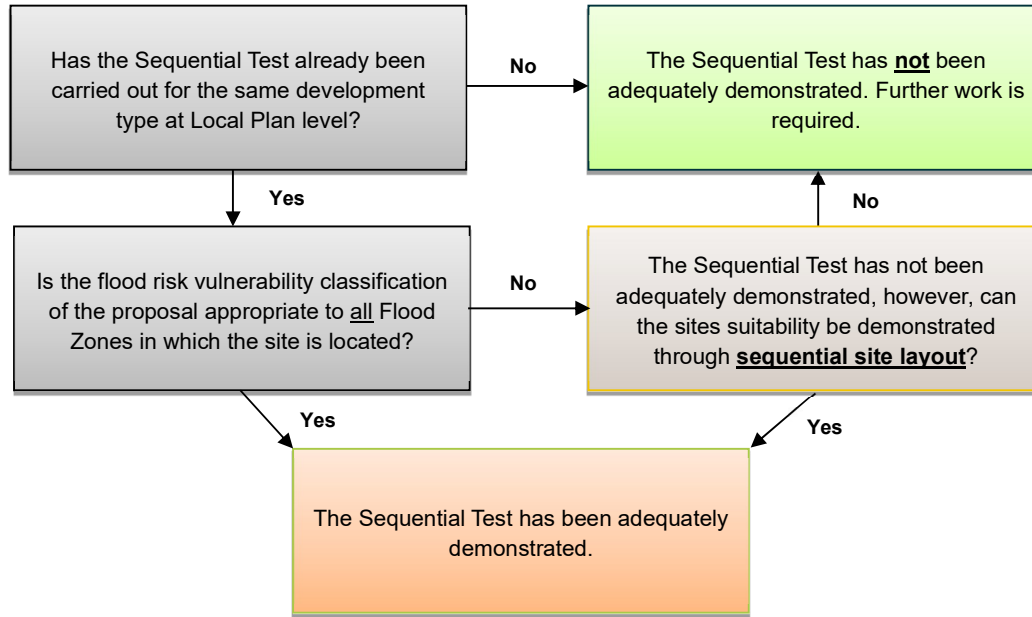 Has the Sequential Test already been
carried out for the same development
type at Local Plan level?
No
The Sequential Test has not been
adequately demonstrated. Further work is
required.
Yes
No
Is the flood risk vulnerability classification
of the proposal appropriate to all Flood
Zones in which the site is located?
No
The Sequential Test has not been
adequately demonstrated, however, can
the sites suitability be demonstrated
through sequential site layout?
Yes
Yes
The Sequential Test has been adequately
demonstrated.